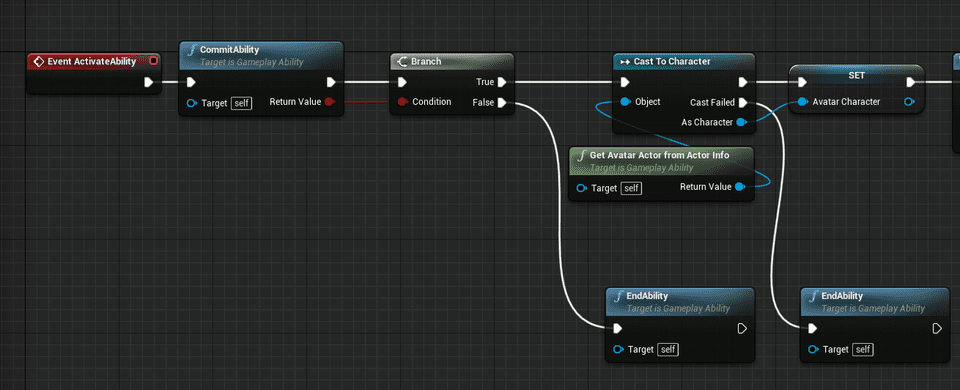 Event ActivateAbility
CommitAbility
Target is Gameplay Ability
Target self
Return Value
Branch
Condition
True
False
Cast To Character
Object
Cast Failed
As Character
SET
Avatar Character
Get Avatar Actor from Actor Info
Target is Gameplay Ability
Target self
Return Value
EndAbility
Target is Gameplay Ability
Target self
EndAbility
Target is Gameplay Ability
Target self